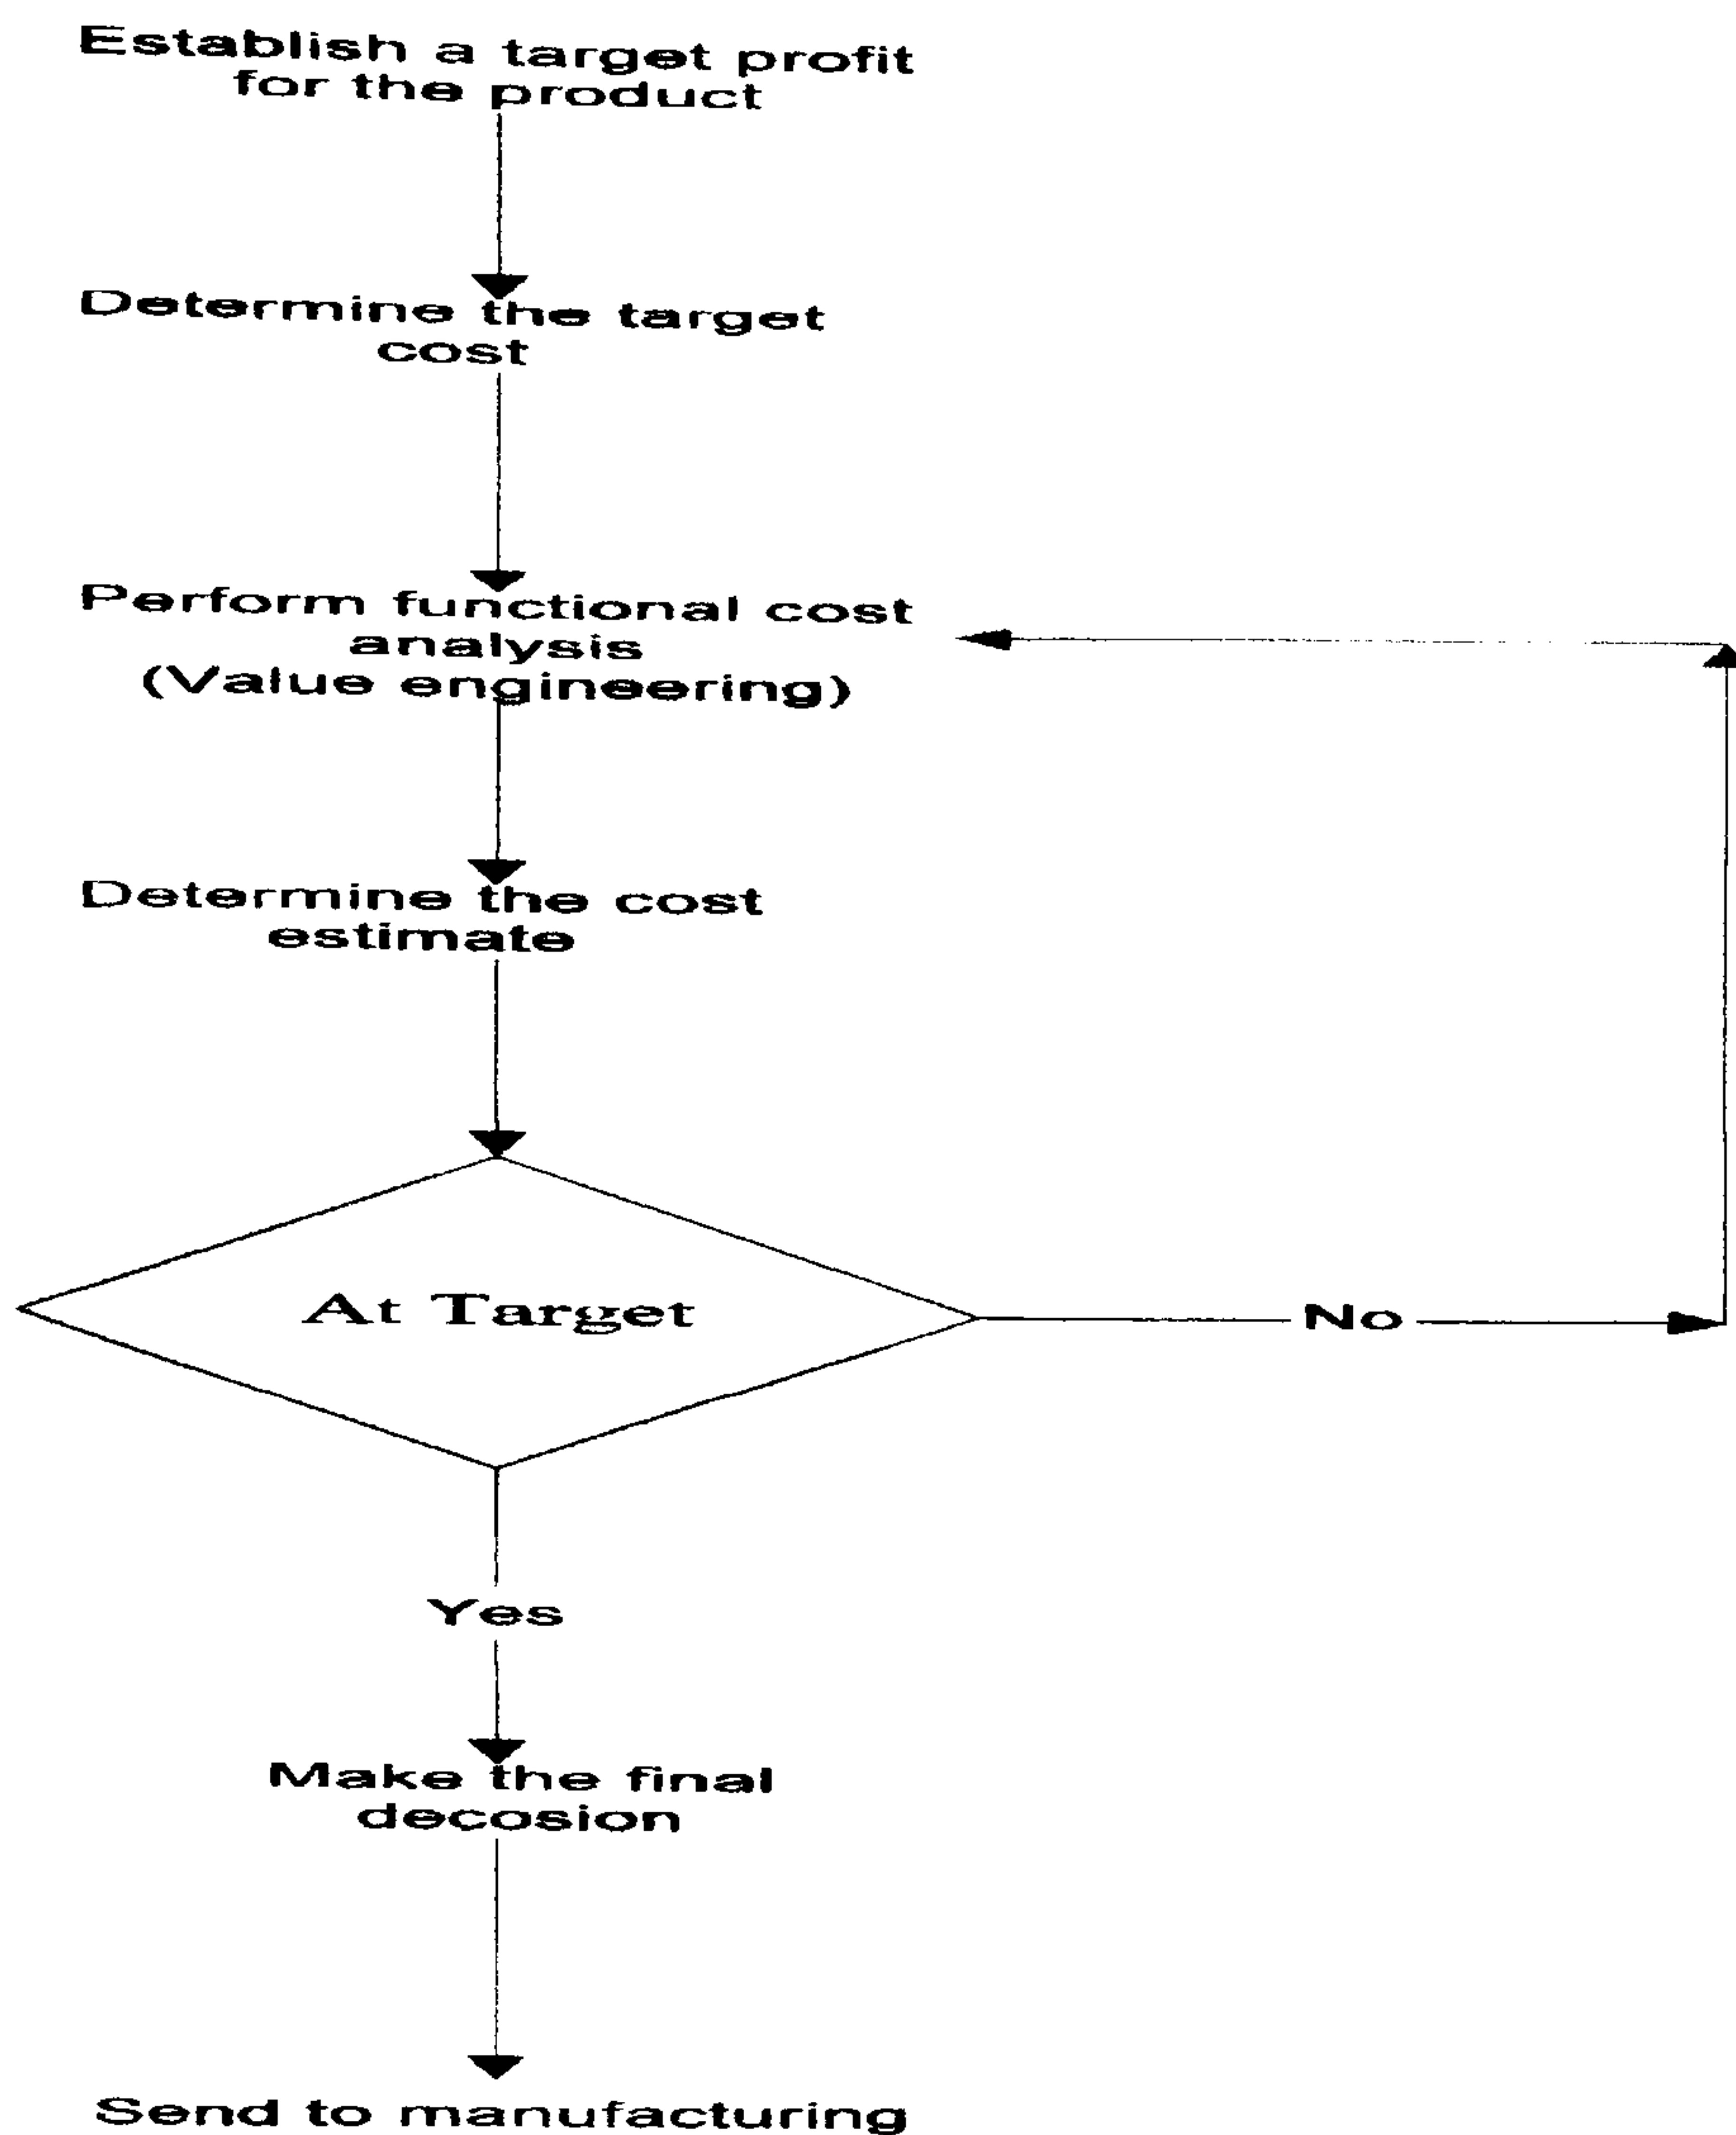 Establish a target profit
for the product
Determine the target
cost
Perform functional cost
analysis
(Value engineering)
Determine the cost
estimate
At Target
No
Yes
Make the final
decosion
Send to manufacturing